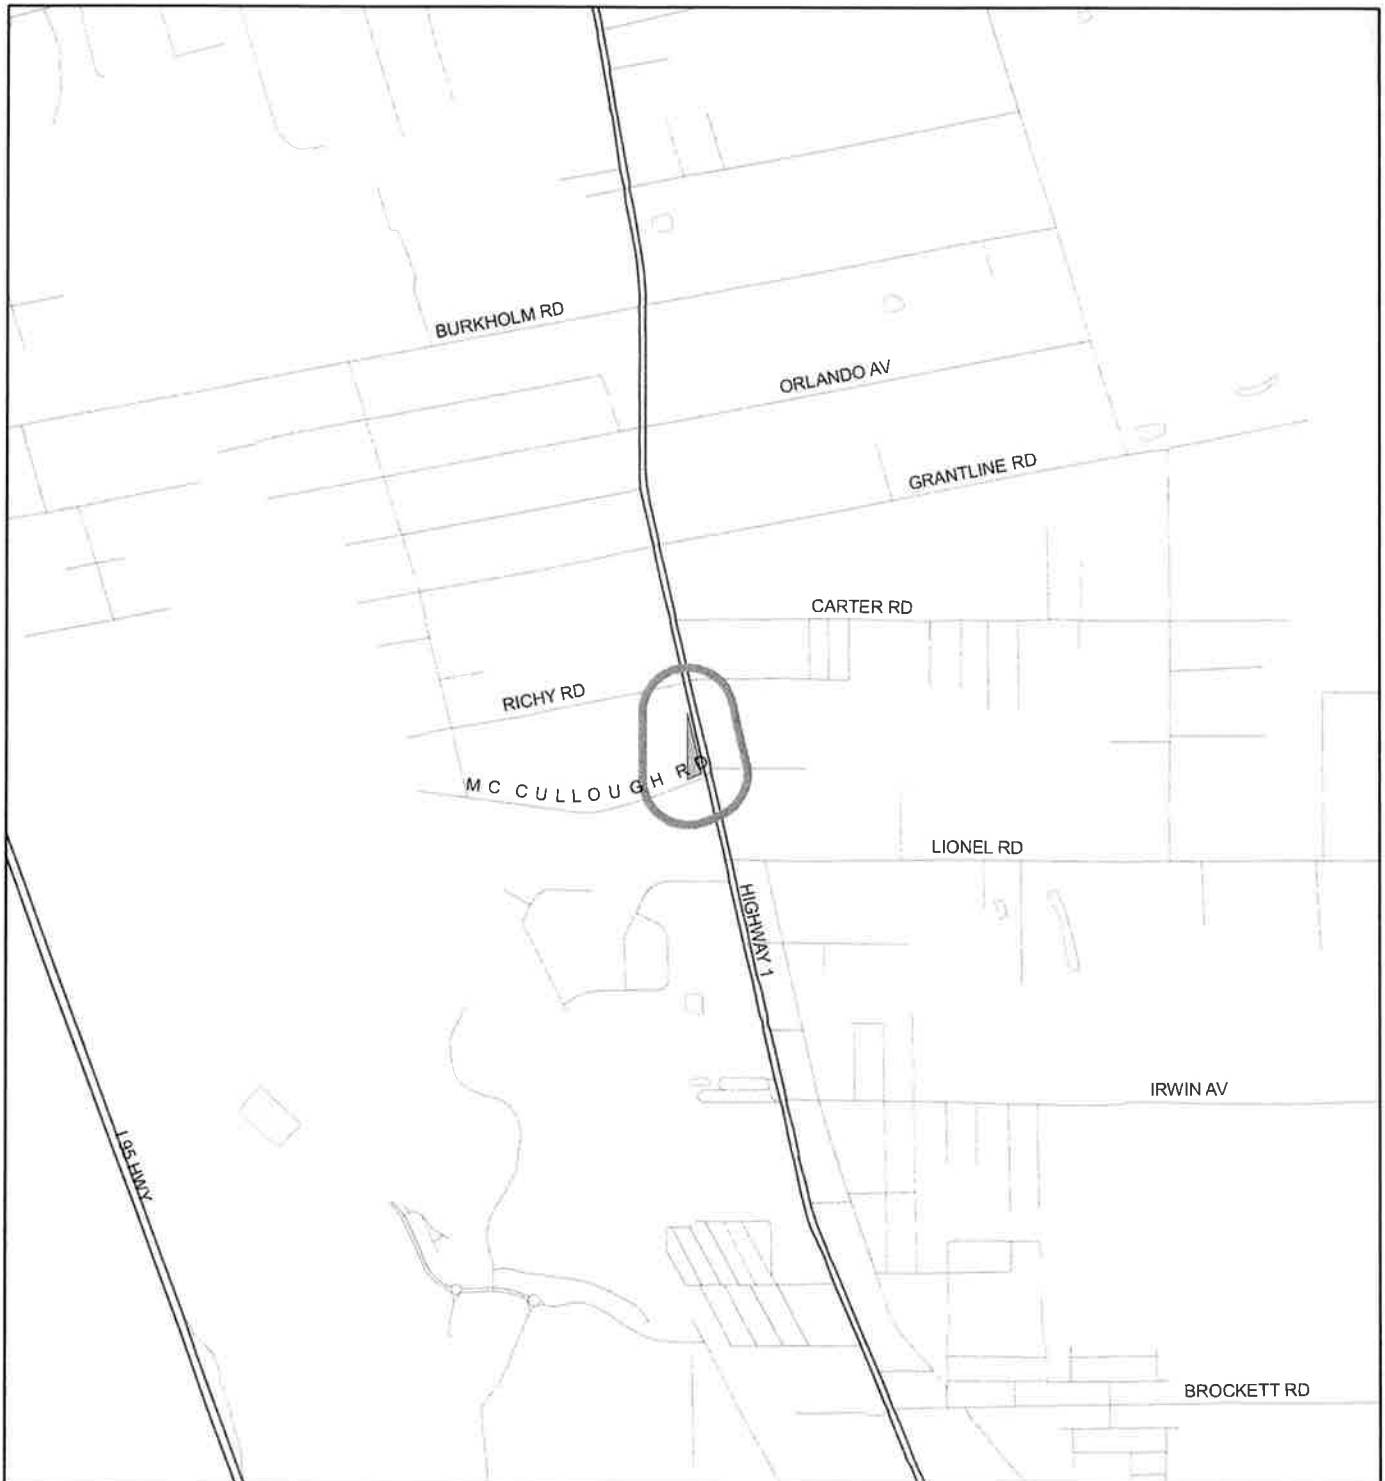 BURKHOLM RD
ORLANDO AV
GRANTLINE RD
CARTER RD
RICHY RD
MC CULLOUGH RD
LIONEL RD
HIGHWAY 1
IRWIN AV
I 95 HWY
BROCKETT RD